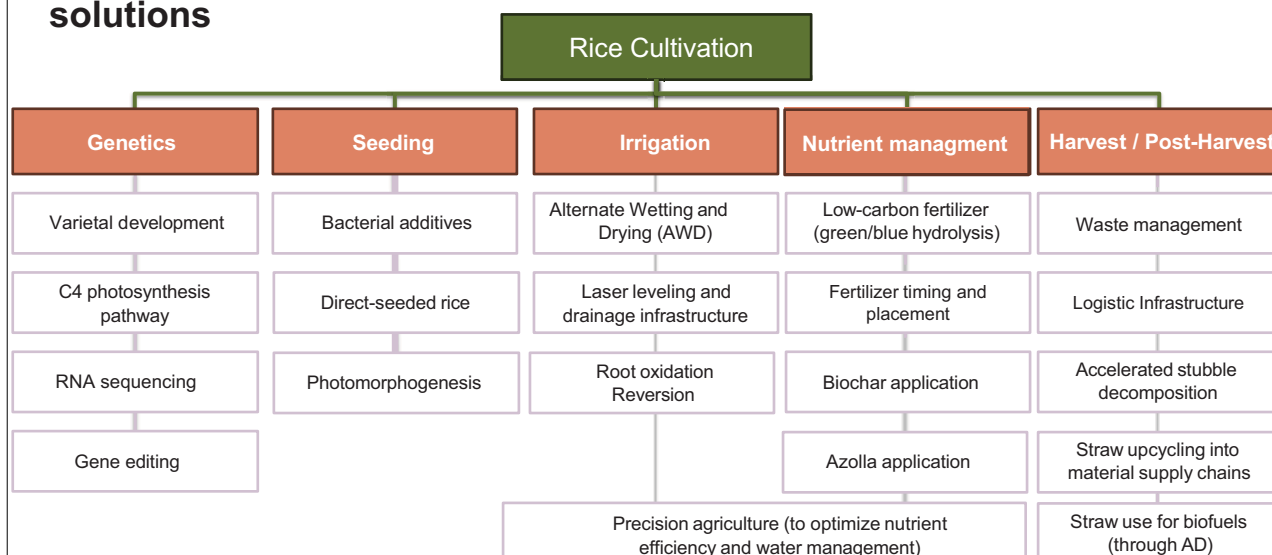 solutions
Rice Cultivation
Genetics
Seeding
Irrigation
Nutrient managment
Harvest / Post-Harvest
Varietal development
Bacterial additives
Alternate Wetting and
Drying (AWD)
Low-carbon fertilizer
(green/blue hydrolysis)
Waste management
C4 photosynthesis
pathway
Direct-seeded rice
Laser leveling and
drainage infrastructure
Fertilizer timing and
placement
Logistic Infrastructure
RNA sequencing
Photomorphogenesis
Root oxidation
Reversion
Biochar application
Accelerated stubble
decomposition
Gene editing
Azolla application
Straw upcycling into
material supply chains
Precision agriculture (to optimize nutrient
efficiency and water management)
Straw use for biofuels
(through AD)